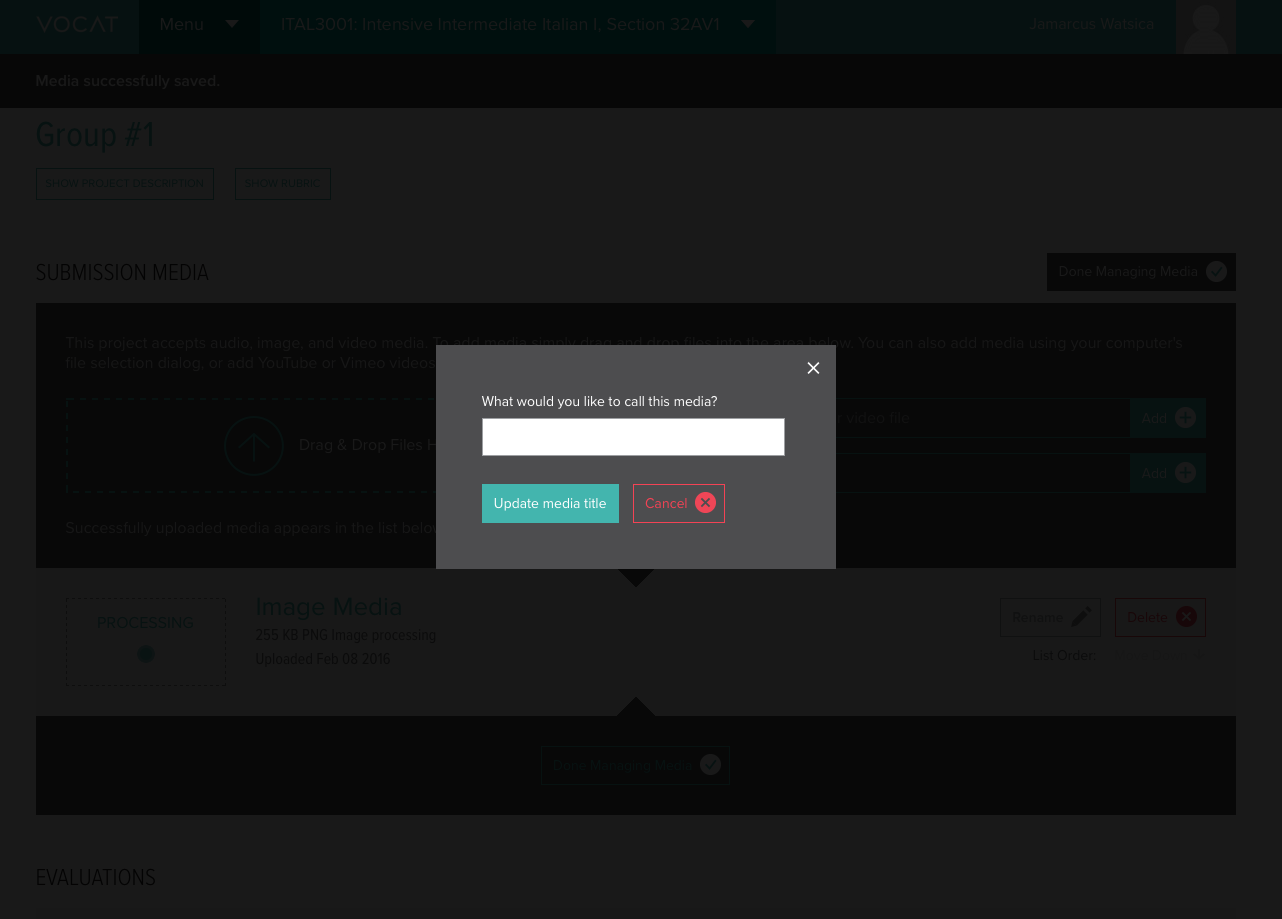 VOCAT
Menu
ITAL3001: Intensive Intermediate Italian I, Section 32AV1
Jamarcus Watsica
Media successfully saved.
Group #1
SHOW PROJECT DESCRIPTION
SHOW RUBRIC
SUBMISSION MEDIA
Done Managing Media
This project accepts audio, image, and video media. To add media simply drag and drop files into the area below. You can also add media using your computer's
file selection dialog, or add YouTube or Vimeo videos
What would you like to call this media?
Drag & Drop Files H
r video file.
Add
Add
Update media title
Cancel
Successfully uploaded media appears in the list belo
PROCESSING
Image Media
255 KB PNG Image processing
Uploaded Feb 08 2016
Rename
Delete
List Order:
Done Managing Media
EVALUATIONS